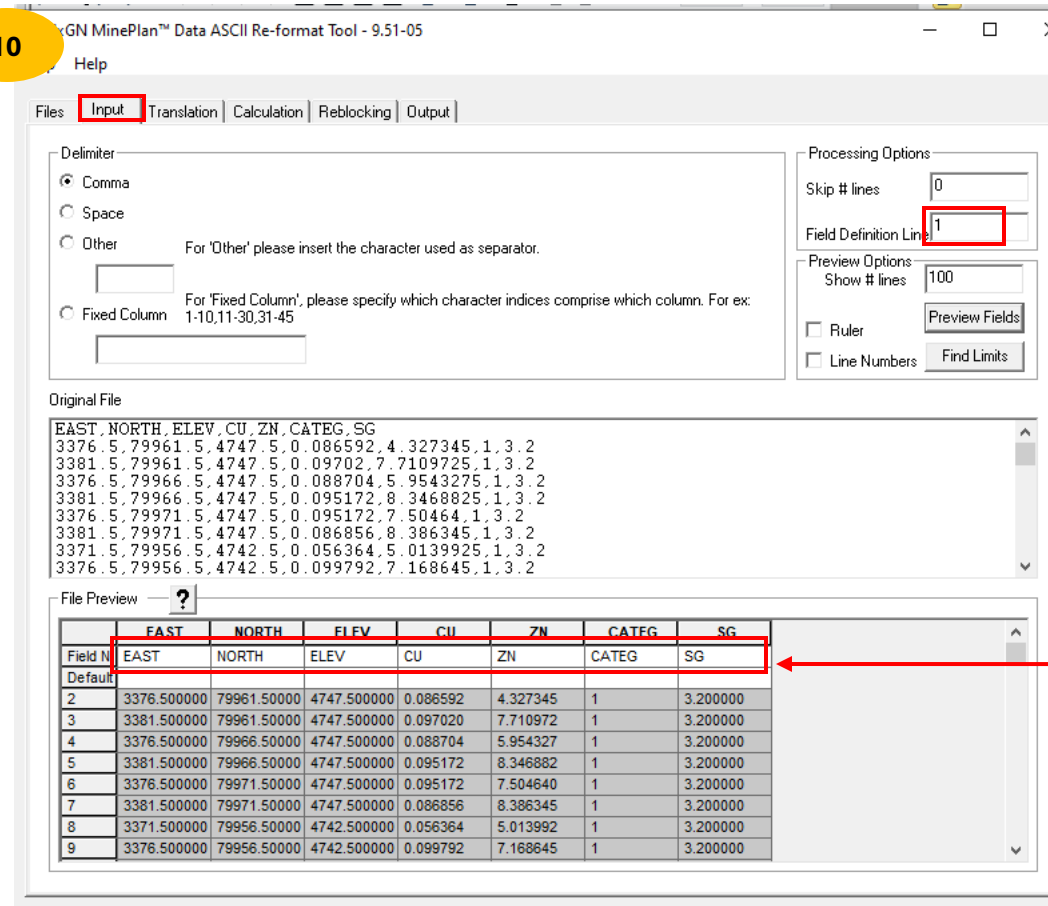 10
xGN MinePlan™ Data ASCII Re-format Tool - 9.51-05
Help
Files Input Translation Calculation Reblocking Output
Delimiter
Comma
Space
Other
For 'Other' please insert the character used as separator.
Fixed Column
For 'Fixed Column', please specify which character indices comprise which column. For ex:
1-10,11-30,31-45
Processing Options
Skip # lines 0
Field Definition Line 1
Preview Options
Show # lines 100
Ruler
Preview Fields
Line Numbers
Find Limits
Original File
EAST,NORTH,ELEV,CU,ZN,CATEG,SG
3376.5,79961.5,4747.5,0.086592,4.327345,1,3.2
3381.5,79961.5,4747.5,0.09702,7.7109725,1,3.2
3376.5,79966.5,4747.5,0.088704,5.9543275,1,3.2
3381.5,79966.5,4747.5,0.095172,8.3468825,1,3.2
3376.5,79971.5,4747.5,0.095172,7.50464,1,3.2
3381.5,79971.5,4747.5,0.086856,8.386345,1,3.2
3371.5,79956.5,4742.5,0.056364,5.0139925,1,3.2
3376.5,79956.5,4742.5,0.099792,7.168645,1,3.2
File Preview ?
EAST NORTH ELEV CU ZN CATEG SG
Field N EAST NORTH ELEV CU ZN CATEG SG
Default
2 3376.500000 79961.50000 4747.500000 0.086592 4.327345 1 3.200000
3 3381.500000 79961.50000 4747.500000 0.097020 7.710972 1 3.200000
4 3376.500000 79966.50000 4747.500000 0.088704 5.954327 1 3.200000
5 3381.500000 79966.50000 4747.500000 0.095172 8.346882 1 3.200000
6 3376.500000 79971.50000 4747.500000 0.095172 7.504640 1 3.200000
7 3381.500000 79971.50000 4747.500000 0.086856 8.386345 1 3.200000
8 3371.500000 79956.50000 4742.500000 0.056364 5.013992 1 3.200000
9 3376.500000 79956.50000 4742.500000 0.099792 7.168645 1 3.200000